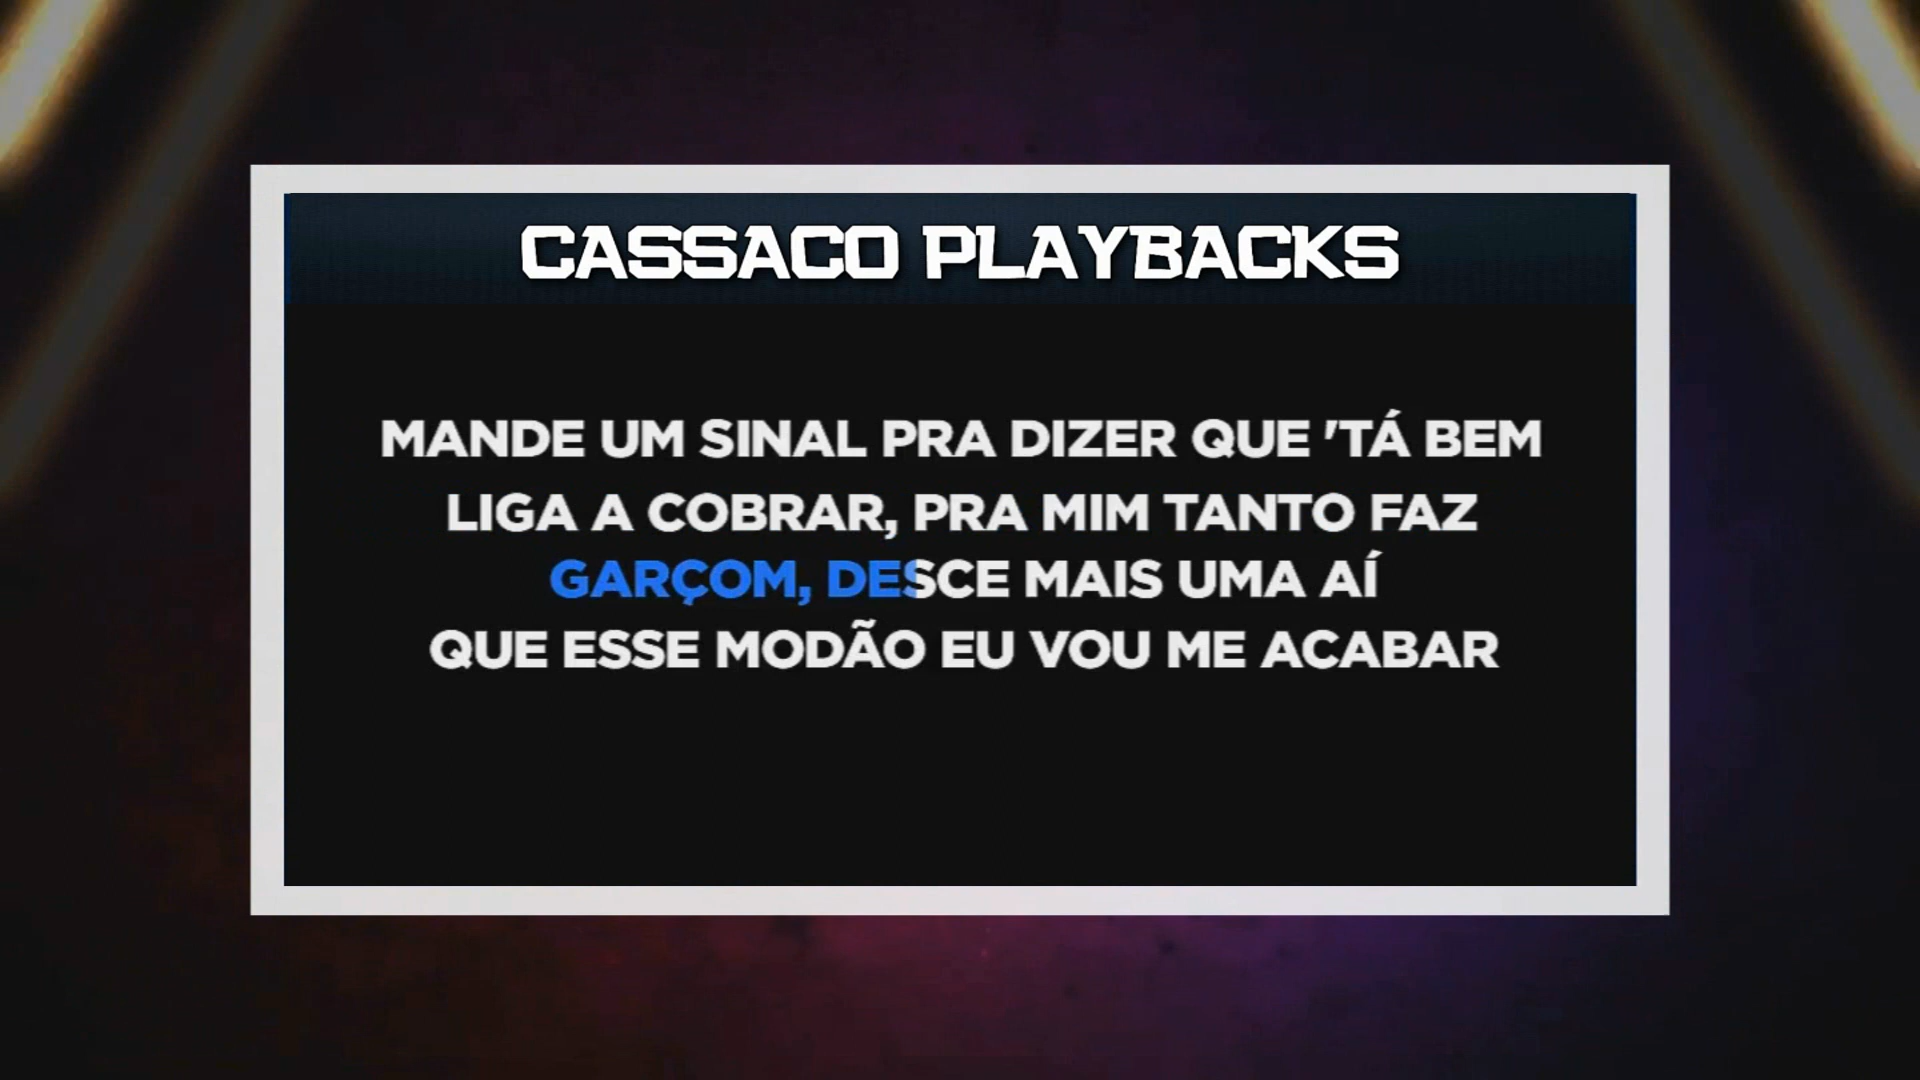 CASSACO PLAYBACKS
MANDE UM SINAL PRA DIZER QUE 'TÁ BEM
LIGA A COBRAR, PRA MIM TANTO FAZ
GARÇOM, DESCE MAIS UMA AÍ
QUE ESSE MODÃO EU VOU ME ACABAR